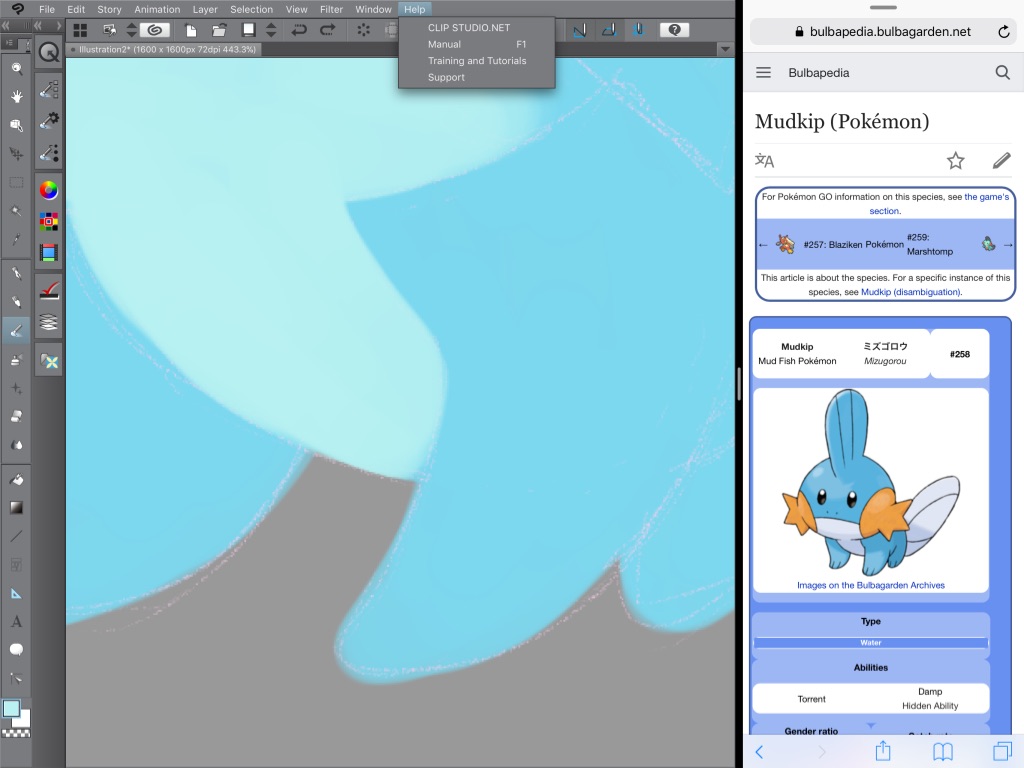 File Edit Story Animation Layer Selection View Filter Window Help
CLIP STUDIO.NET
Manual F1
Training and Tutorials
Support
Illustration2* (1600 x 1600px 72dpi 443.3%)
bulbapedia.bulbagarden.net
Bulbapedia
Mudkip (Pokémon)
For Pokémon GO information on this species, see the game's
section.
← #257: Blaziken Pokémon #259: Marshtomp →
This article is about the species. For a specific instance of this
species, see Mudkip (disambiguation).
Mudkip ミズゴロウ #258
Mud Fish Pokémon Mizugorou
Images on the Bulbagarden Archives
Type
Water
Abilities
Torrent Damp
Hidden Ability
Gender ratio